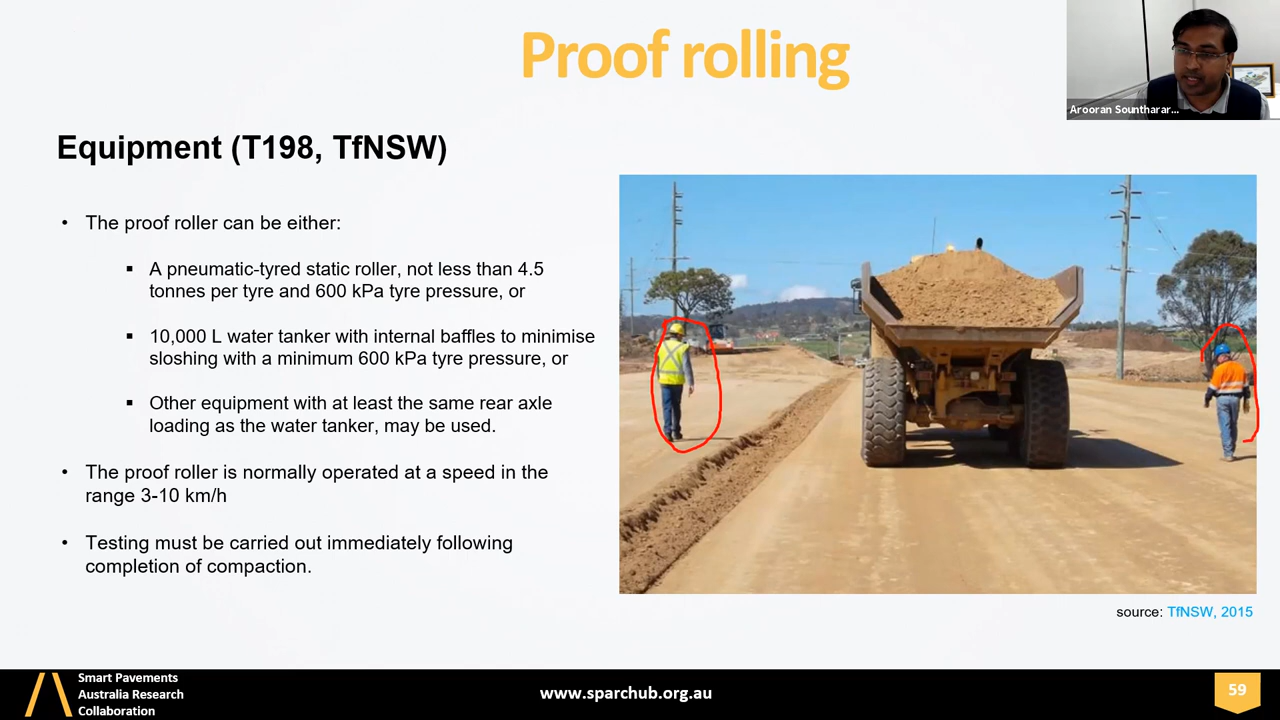 Proof rolling
Arooran Sountharar...
Equipment (T198, TfNSW)
• The proof roller can be either:
▪ A pneumatic-tyred static roller, not less than 4.5
tonnes per tyre and 600 kPa tyre pressure, or
▪ 10,000 L water tanker with internal baffles to minimise
sloshing with a minimum 600 kPa tyre pressure, or
▪ Other equipment with at least the same rear axle
loading as the water tanker, may be used.
• The proof roller is normally operated at a speed in the
range 3-10 km/h
• Testing must be carried out immediately following
completion of compaction.
source: TfNSW, 2015
Smart Pavements
Australia Research
Collaboration
www.sparchub.org.au
59